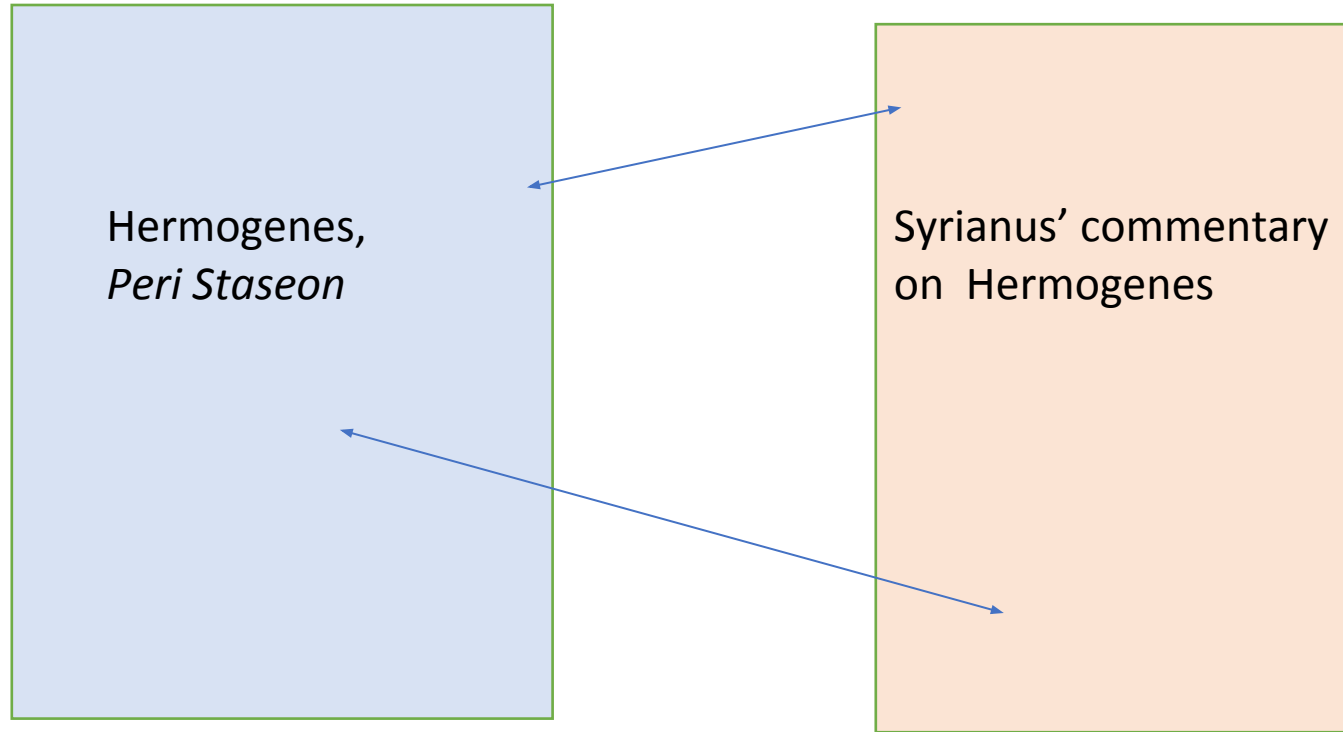 Hermogenes,
Peri Staseon
Syrianus’ commentary
on  Hermogenes